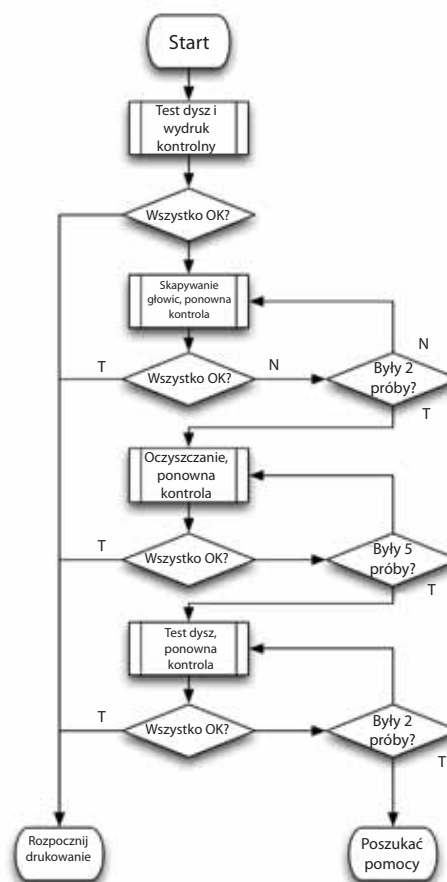 Start
Test dysz i
wydruk
kontrolny
Wszystko OK?
Skapywanie
głowic, ponowna
kontrola
N
T
Wszystko OK?
N
Były 2
próby?
T
Oczyszczanie,
ponowna
kontrola
T
Wszystko OK?
Były 5
próby?
T
Test dysz,
ponowna
kontrola
T
Wszystko OK?
Były 2
próby?
T
Rozpocznij
drukowanie
Poszukać
pomocy